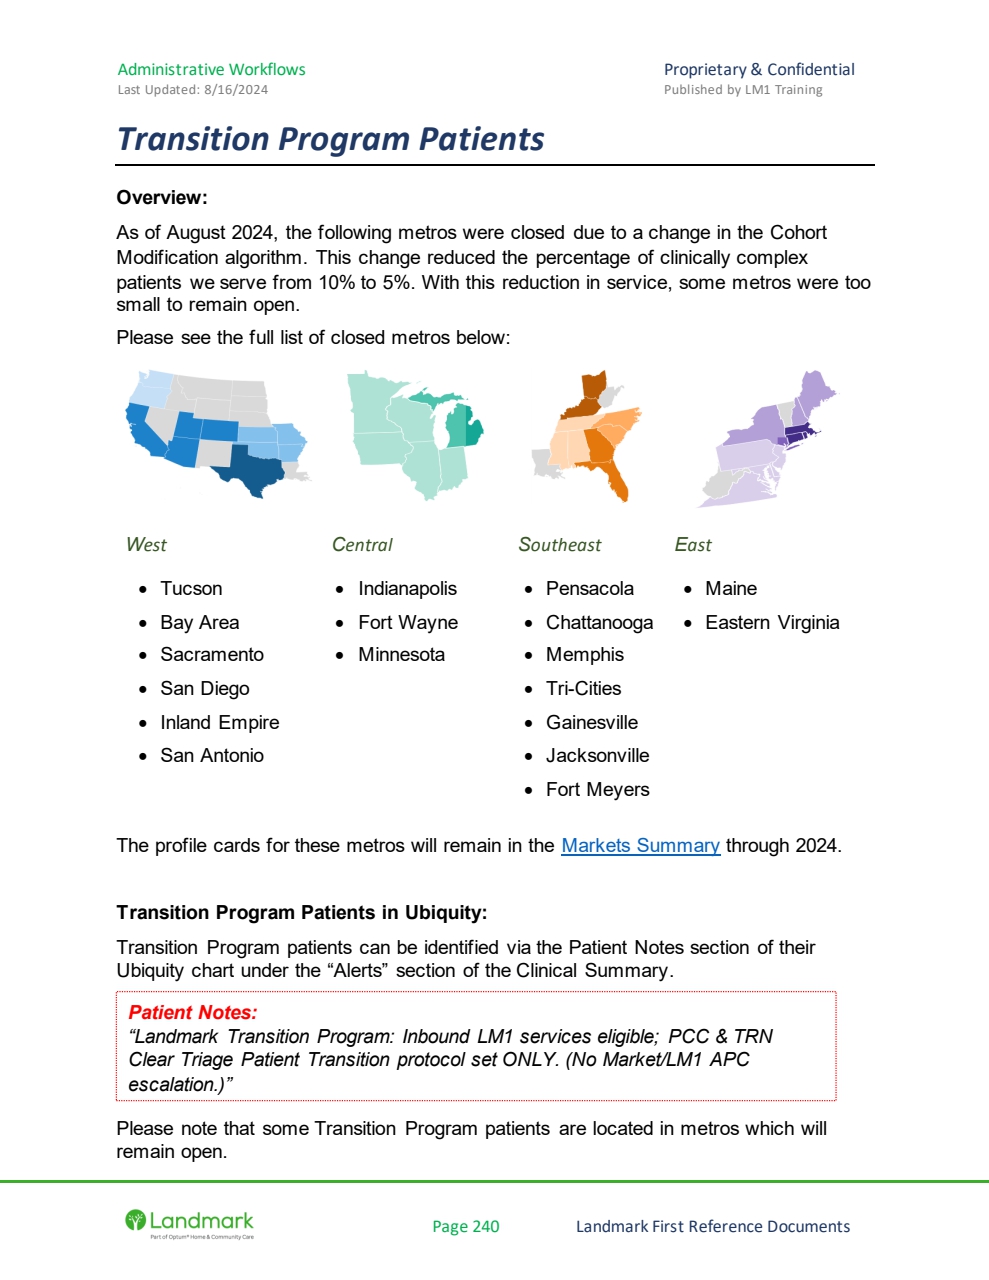 Administrative Workflows
Proprietary & Confidential
Last Updated: 8/16/2024
Published by LM1 Training
Transition Program Patients
Overview:
As of August 2024, the following metros were closed due to a change in the Cohort
Modification algorithm. This change reduced the percentage of clinically complex
patients we serve from 10% to 5%. With this reduction in service, some metros were too
small to remain open.
Please see the full list of closed metros below:
West
• Tucson
• Bay Area
• Sacramento
• San Diego
• Inland Empire
• San Antonio
Central
• Indianapolis
• Fort Wayne
• Minnesota
Southeast
• Pensacola
• Chattanooga
• Memphis
• Tri-Cities
• Gainesville
• Jacksonville
• Fort Meyers
East
• Maine
• Eastern Virginia
The profile cards for these metros will remain in the Markets Summary through 2024.
Transition Program Patients in Ubiquity:
Transition Program patients can be identified via the Patient Notes section of their
Ubiquity chart under the “Alerts” section of the Clinical Summary.
Patient Notes:
“Landmark Transition Program: Inbound LM1 services eligible; PCC & TRN
Clear Triage Patient Transition protocol set ONLY. (No Market/LM1 APC
escalation.)”
Please note that some Transition Program patients are located in metros which will
remain open.
Landmark
Part of Optum® Home & Community Care
Page 240
Landmark First Reference Documents